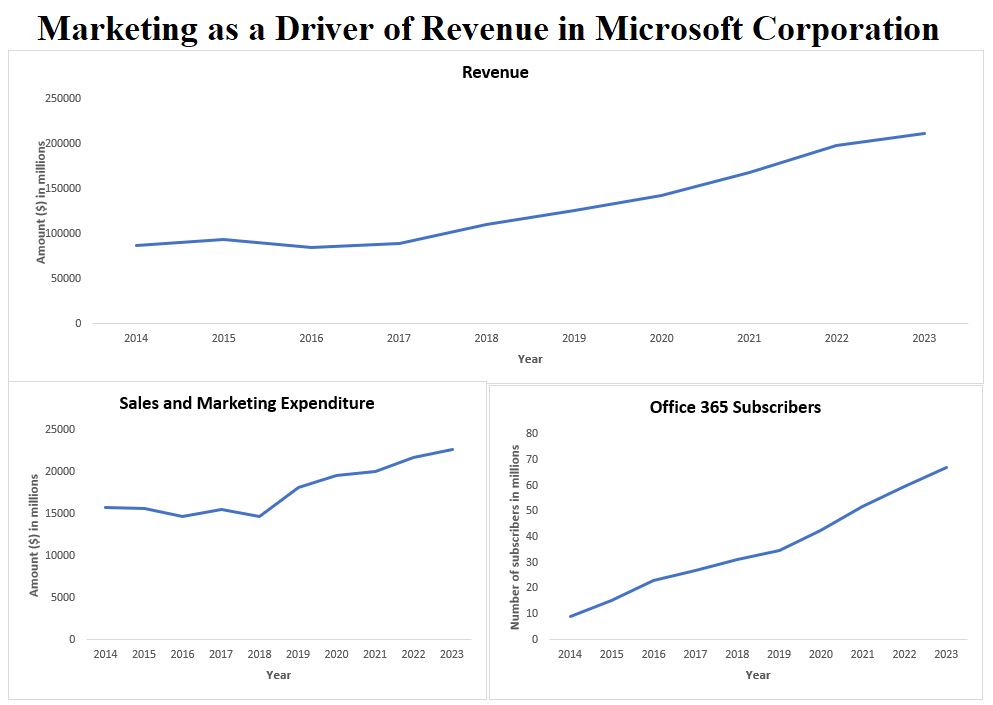 Marketing as a Driver of Revenue in Microsoft Corporation
Revenue
Amount ($) in millions
250000
200000
150000
100000
50000
0
2014 2015 2016 2017 2018 2019 2020 2021 2022 2023
Year
Sales and Marketing Expenditure
Amount ($) in millions
25000
20000
15000
10000
5000
0
2014 2015 2016 2017 2018 2019 2020 2021 2022 2023
Year
Office 365 Subscribers
Number of subscribers in millions
80
70
60
50
40
30
20
10
0
2014 2015 2016 2017 2018 2019 2020 2021 2022 2023
Year